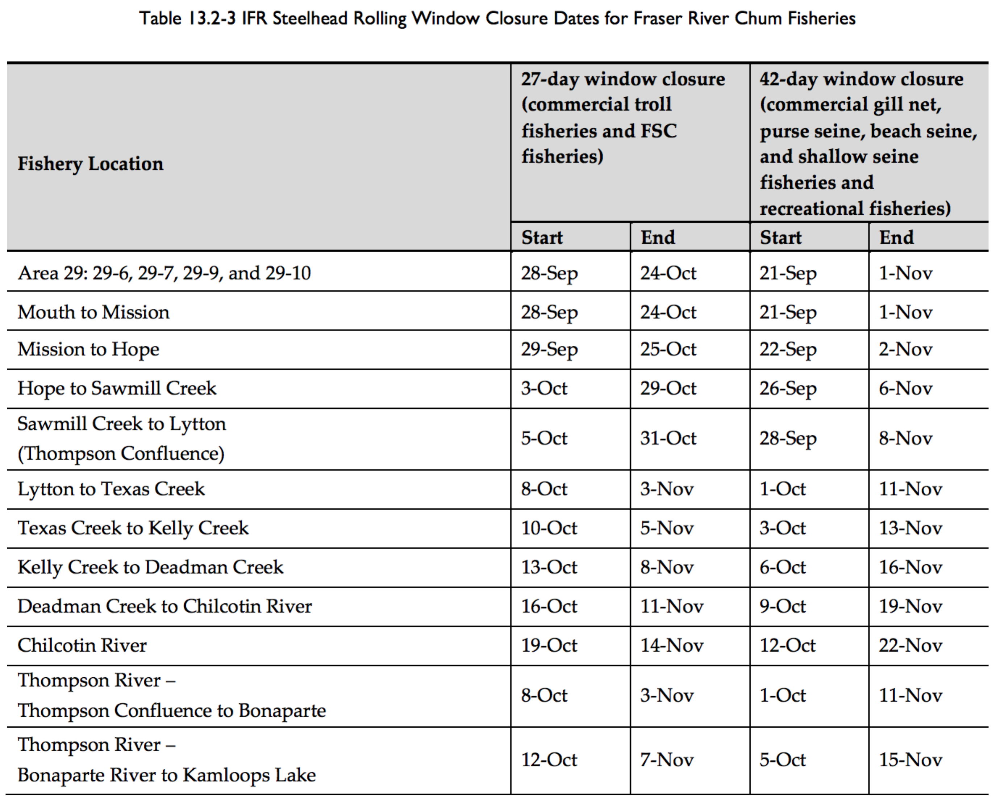 Table 13.2-3 IFR Steelhead Rolling Window Closure Dates for Fraser River Chum Fisheries
Fishery Location
27-day window closure
(commercial troll
fisheries and FSC
fisheries)
42-day window closure
(commercial gill net,
purse seine, beach seine,
and shallow seine
fisheries and
recreational fisheries)
Start End Start End
Area 29: 29-6, 29-7, 29-9, and 29-10 28-Sep 24-Oct 21-Sep 1-Nov
Mouth to Mission 28-Sep 24-Oct 21-Sep 1-Nov
Mission to Hope 29-Sep 25-Oct 22-Sep 2-Nov
Hope to Sawmill Creek 3-Oct 29-Oct 26-Sep 6-Nov
Sawmill Creek to Lytton
(Thompson Confluence)
5-Oct 31-Oct 28-Sep 8-Nov
Lytton to Texas Creek 8-Oct 3-Nov 1-Oct 11-Nov
Texas Creek to Kelly Creek 10-Oct 5-Nov 3-Oct 13-Nov
Kelly Creek to Deadman Creek 13-Oct 8-Nov 6-Oct 16-Nov
Deadman Creek to Chilcotin River 16-Oct 11-Nov 9-Oct 19-Nov
Chilcotin River 19-Oct 14-Nov 12-Oct 22-Nov
Thompson River –
Thompson Confluence to Bonaparte
8-Oct 3-Nov 1-Oct 11-Nov
Thompson River –
Bonaparte River to Kamloops Lake
12-Oct 7-Nov 5-Oct 15-Nov